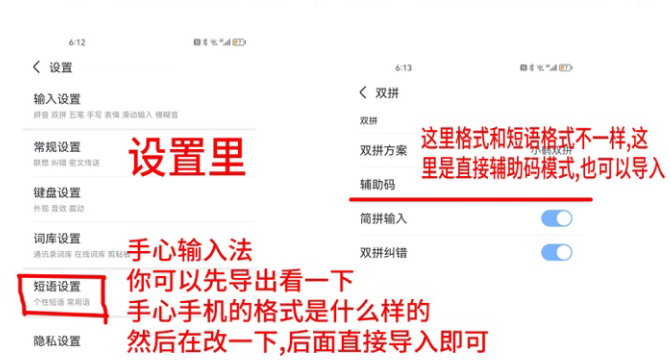 6:12
设置
输入设置
拼音 双拼 五笔 手写 表情 滑动输入 模糊音
常规设置
联想 纠错 密文传送
设置里
键盘设置
外观 音效 震动
词库设置
通讯录词库 在线词库 剪贴板
手心输入法
你可以先导出看一下
手心手机的格式是什么样的
然后在改一下,后面直接导入即可
短语设置
个性短语 常用语
隐私设置
6:13
双拼
双拼
双拼方案
小鹤双拼
这里格式和短语格式不一样,这
里是直接辅助码模式,也可以导入
辅助码
简拼输入
双拼纠错